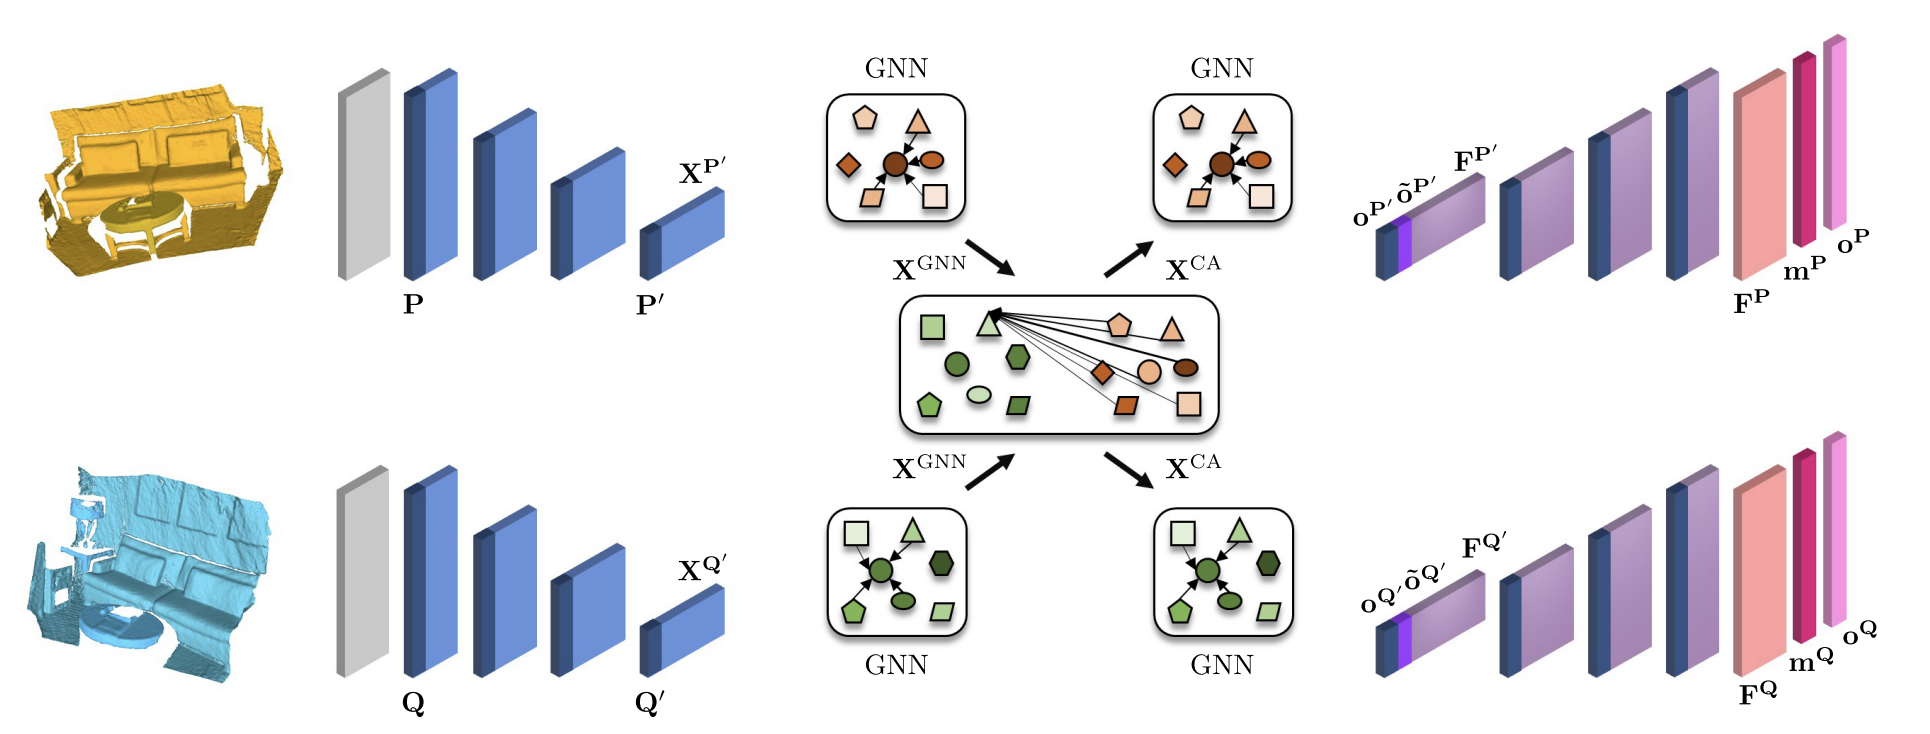 GNN
GNN
X^P′
F^P′
o^P′ õ^P′
X^GNN
X^CA
o^P
m^P
P
P′
F^P
X^GNN
X^CA
X^Q′
F^Q′
o^Q′ õ^Q′
GNN
GNN
o^Q
m^Q
Q
Q′
F^Q